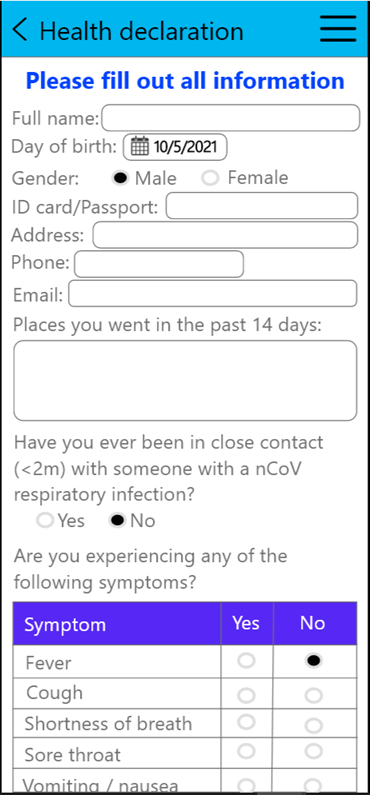 Health declaration
Please fill out all information
Full name:
Day of birth: 10/5/2021
Gender: Male Female
ID card/Passport:
Address:
Phone:
Email:
Places you went in the past 14 days:
Have you ever been in close contact
(<2m) with someone with a nCoV
respiratory infection?
Yes No
Are you experiencing any of the
following symptoms?
Symptom Yes No
Fever
Cough
Shortness of breath
Sore throat
Vomiting / nausea